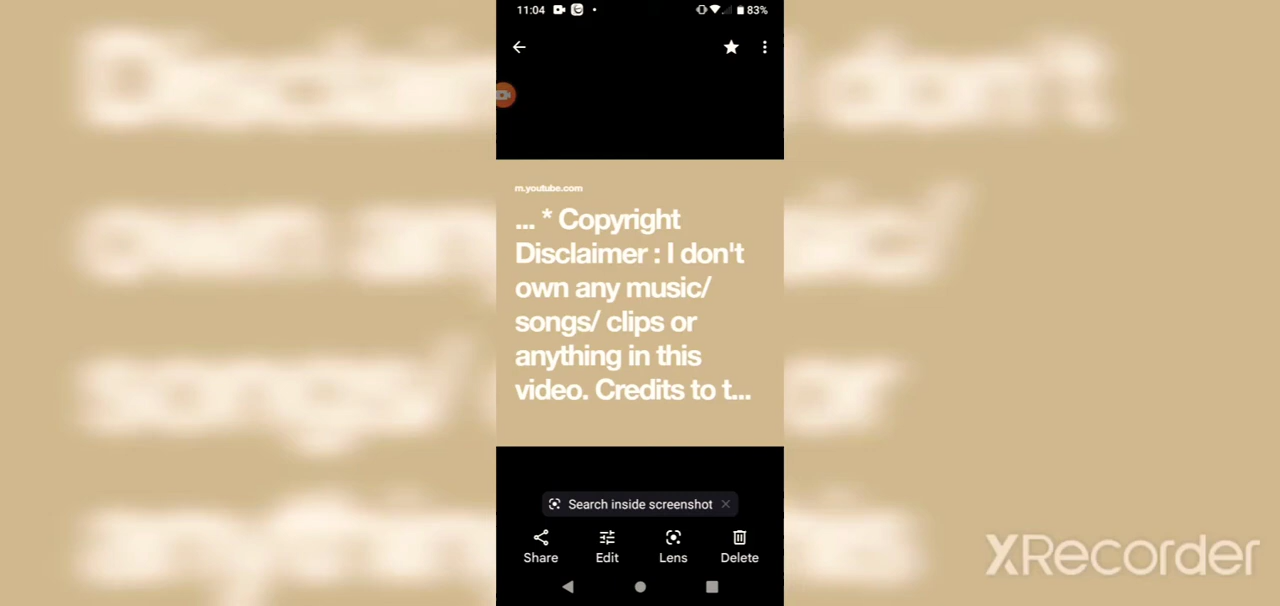 11:04
83%
m.youtube.com
... * Copyright
Disclaimer : I don't
own any music/
songs/ clips or
anything in this
video. Credits to t...
Search inside screenshot
Share Edit Lens Delete
XRecorder